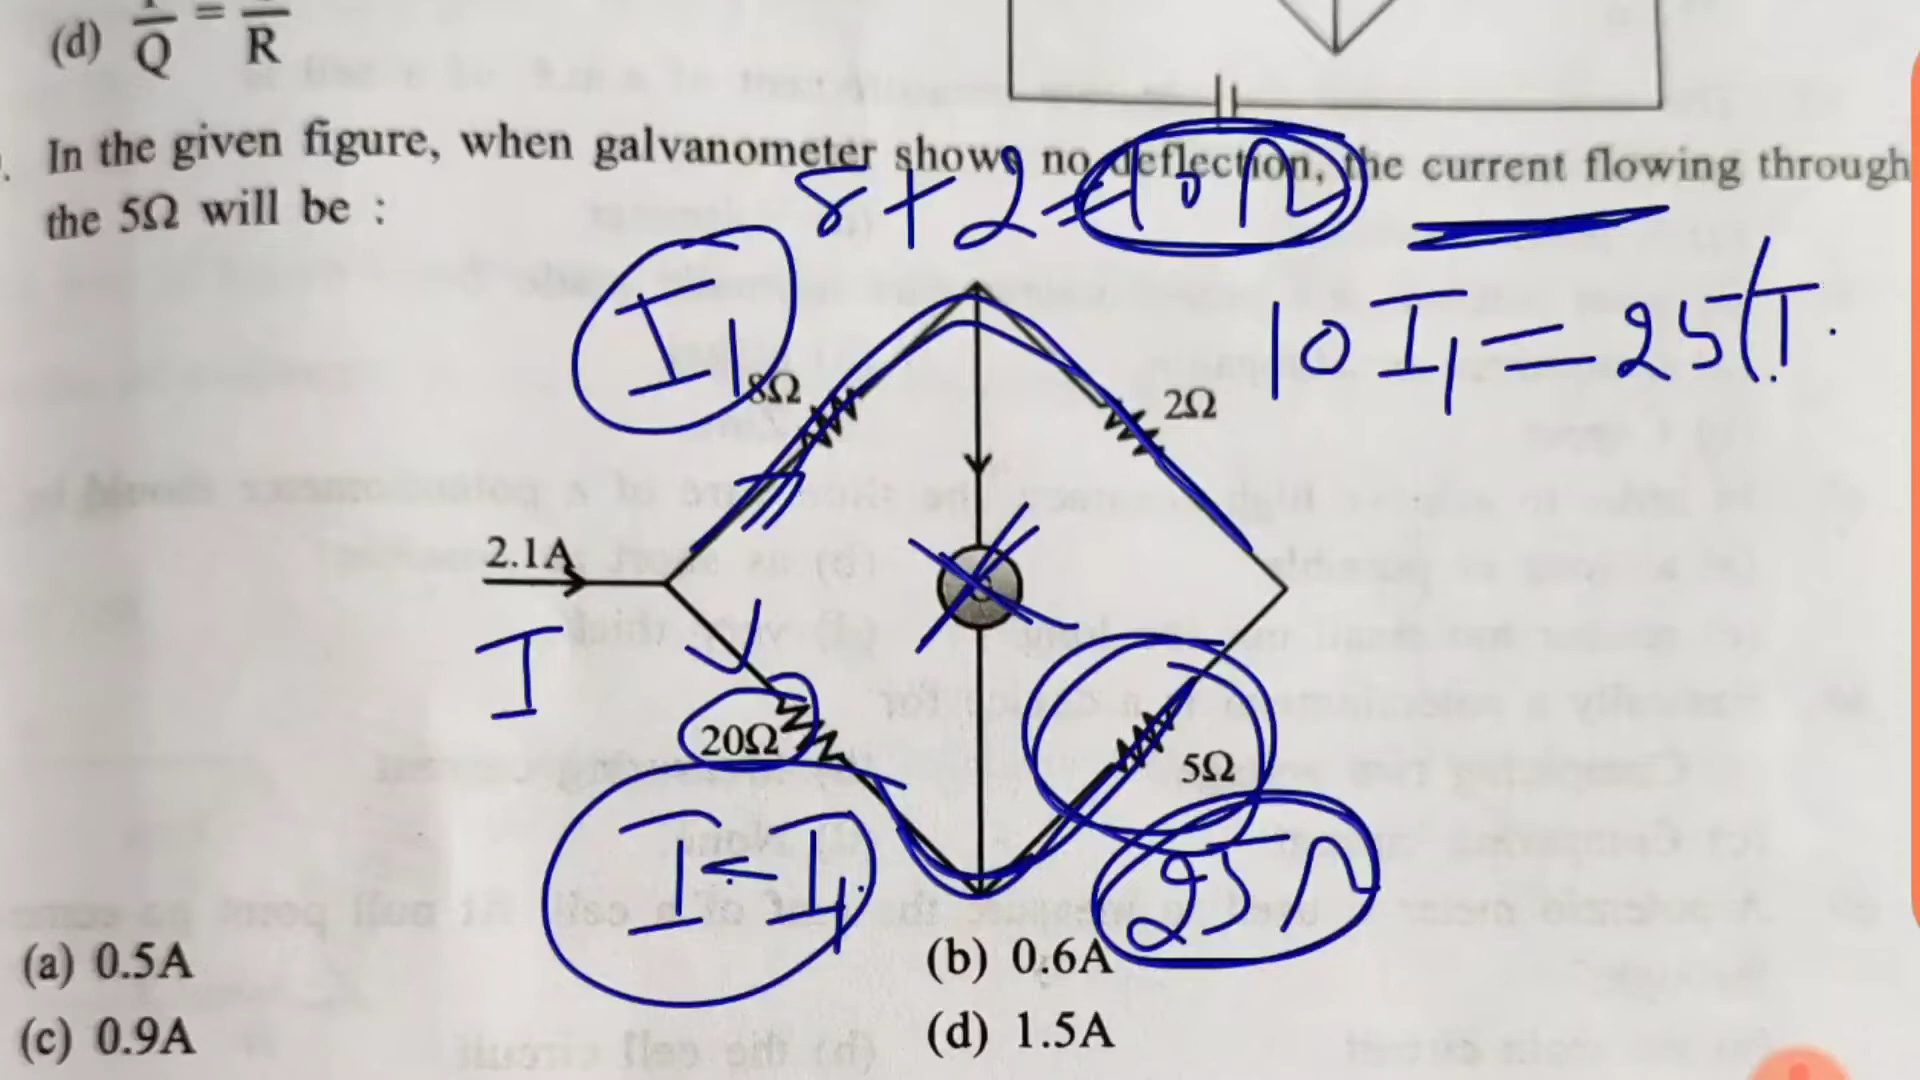 (d) Q = R
In the given figure, when galvanometer shows no deflection, the current flowing through
the 5Ω will be :
8+2=10Ω
I1
10I1=25(I
8Ω
2Ω
2.1A
I
20Ω
5Ω
I-I1
25Ω
(a) 0.5A
(b) 0.6A
(c) 0.9A
(d) 1.5A